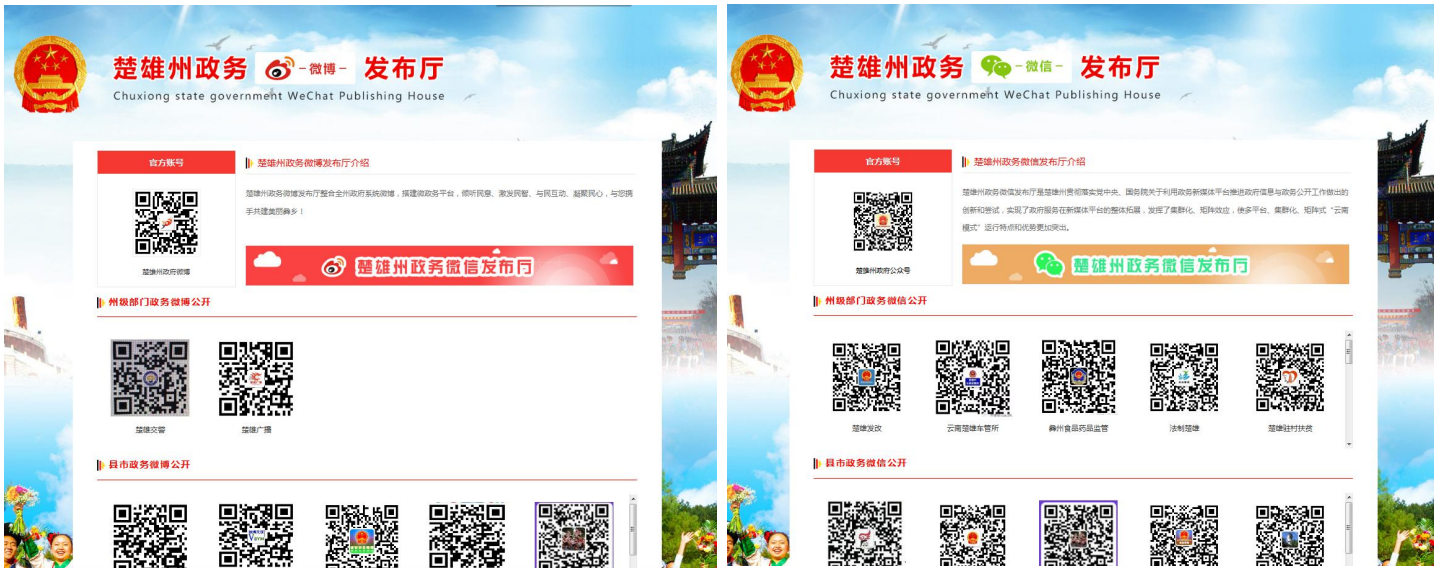 楚雄州政务 -微博- 发布厅
Chuxiong state government WeChat Publishing House
官方账号
楚雄州政府微博
楚雄州政务微博发布厅介绍
楚雄州政务微博发布厅整合全州政府系统微博，搭建微政务平台，倾听民意、激发民智、与民互动、凝聚民心，与您携
手共建美丽彝乡！
楚雄州政务微信发布厅
州级部门政务微博公开
楚雄交警
楚雄广播
县市政务微博公开
楚雄州政务 -微信- 发布厅
Chuxiong state government WeChat Publishing House
官方账号
楚雄州政府公众号
楚雄州政务微信发布厅介绍
楚雄州政务微信发布厅是楚雄州贯彻落实党中央、国务院关于利用政务新媒体平台推进政府信息与政务公开工作做出的
创新和尝试，实现了政府服务在新媒体平台的整体拓展，发挥了集群化、矩阵效应，使多平台、集群化、矩阵式“云南
模式”运行特点和优势更加突出。
楚雄州政务微信发布厅
州级部门政务微信公开
楚雄发改
云南楚雄车管所
彝州食品药品监管
法制楚雄
楚雄驻村扶贫
县市政务微信公开